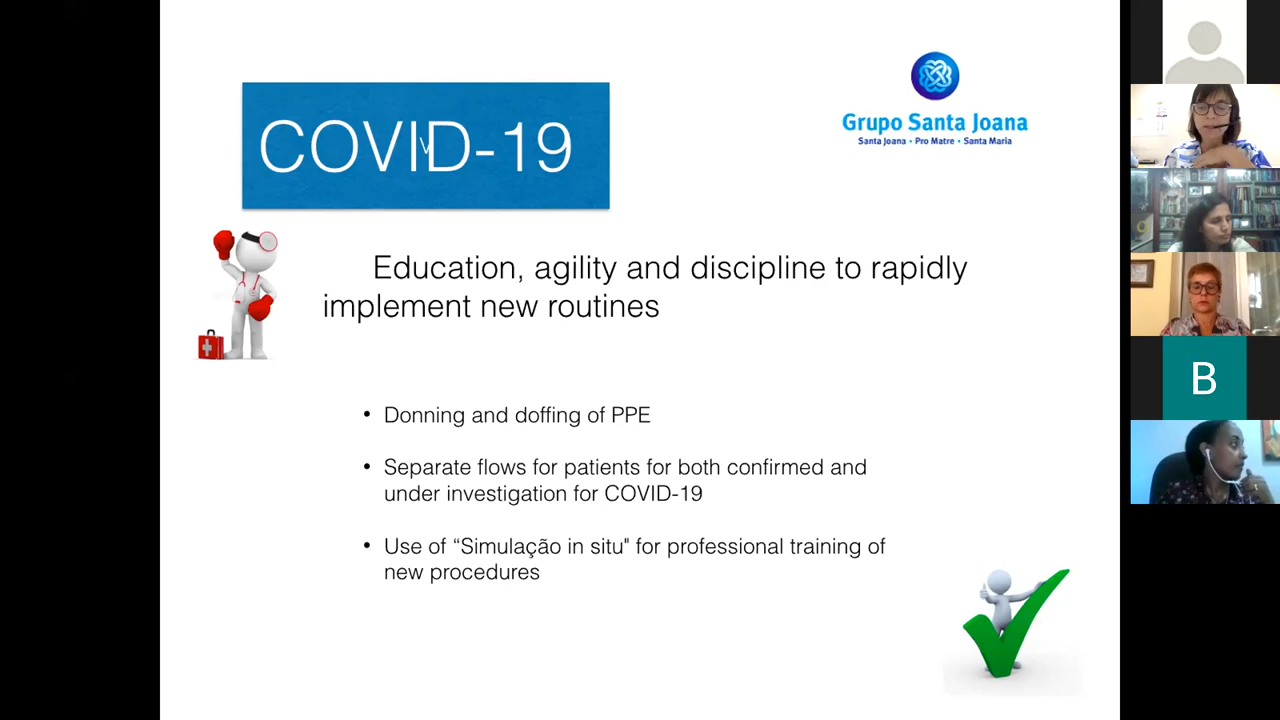 COVID-19
Grupo Santa Joana
Santa Joana • Pro Matre • Santa Maria
Education, agility and discipline to rapidly
implement new routines
• Donning and doffing of PPE
• Separate flows for patients for both confirmed and
under investigation for COVID-19
• Use of “Simulação in situ" for professional training of
new procedures
B